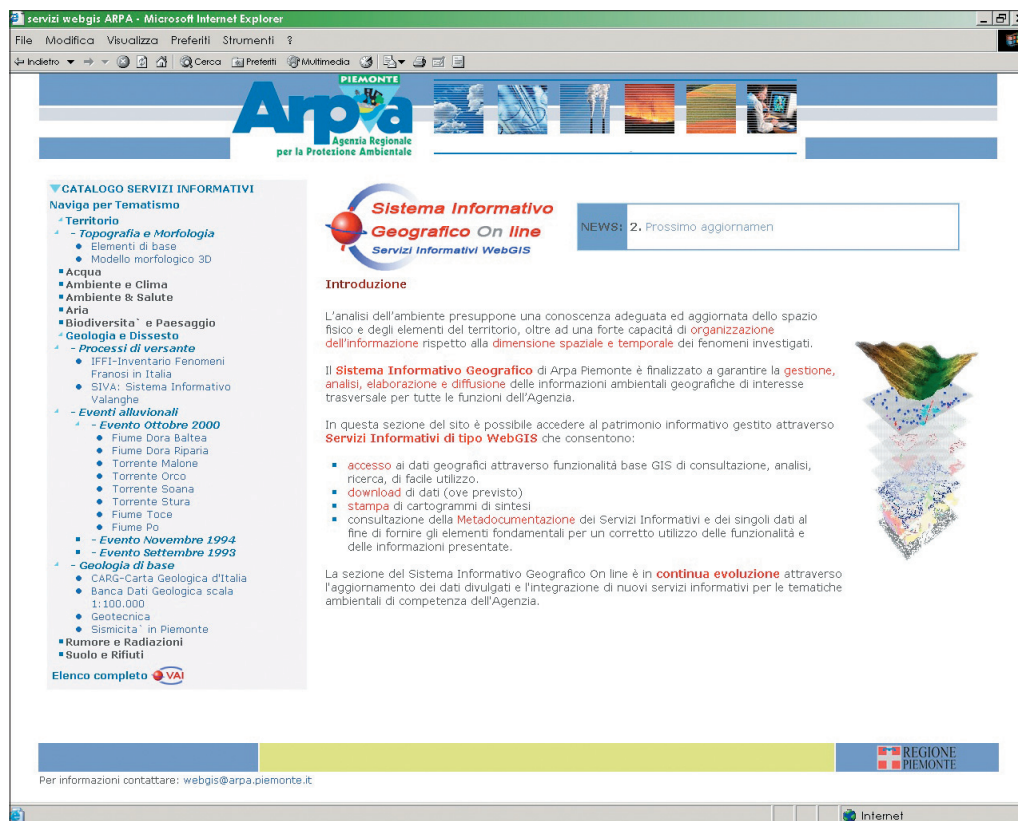 servizi webgis ARPA - Microsoft Internet Explorer
File Modifica Visualizza Preferiti Strumenti ?
Indietro Cerca Preferiti Multimedia
PIEMONTE
Arpa
Agenzia Regionale
per la Protezione Ambientale
CATALOGO SERVIZI INFORMATIVI
Naviga per Tematismo
Territorio
- Topografia e Morfologia
Elementi di base
Modello morfologico 3D
Acqua
Ambiente e Clima
Ambiente & Salute
Aria
Biodiversita` e Paesaggio
Geologia e Dissesto
- Processi di versante
IFFI-Inventario Fenomeni
Franosi in Italia
SIVA: Sistema Informativo
Valanghe
- Eventi alluvionali
- Evento Ottobre 2000
Fiume Dora Baltea
Fiume Dora Riparia
Torrente Malone
Torrente Orco
Torrente Soana
Torrente Stura
Fiume Toce
Fiume Po
- Evento Novembre 1994
- Evento Settembre 1993
- Geologia di base
CARG-Carta Geologica d'Italia
Banca Dati Geologica scala
1:100.000
Geotecnica
Sismicita` in Piemonte
Rumore e Radiazioni
Suolo e Rifiuti
Elenco completo VAI
Sistema Informativo
Geografico On line
Servizi Informativi WebGIS
NEWS: 2. Prossimo aggiornamen
Introduzione
L'analisi dell'ambiente presuppone una conoscenza adeguata ed aggiornata dello spazio
fisico e degli elementi del territorio, oltre ad una forte capacità di organizzazione
dell'informazione rispetto alla dimensione spaziale e temporale dei fenomeni investigati.
Il Sistema Informativo Geografico di Arpa Piemonte è finalizzato a garantire la gestione,
analisi, elaborazione e diffusione delle informazioni ambientali geografiche di interesse
trasversale per tutte le funzioni dell'Agenzia.
In questa sezione del sito è possibile accedere al patrimonio informativo gestito attraverso
Servizi Informativi di tipo WebGIS che consentono:
accesso ai dati geografici attraverso funzionalità base GIS di consultazione, analisi,
ricerca, di facile utilizzo.
download di dati (ove previsto)
stampa di cartogrammi di sintesi
consultazione della Metadocumentazione dei Servizi Informativi e dei singoli dati al
fine di fornire gli elementi fondamentali per un corretto utilizzo delle funzionalità e
delle informazioni presentate.
La sezione del Sistema Informativo Geografico On line è in continua evoluzione attraverso
l'aggiornamento dei dati divulgati e l'integrazione di nuovi servizi informativi per le tematiche
ambientali di competenza dell'Agenzia.
REGIONE
PIEMONTE
Per informazioni contattare: webgis@arpa.piemonte.it
Internet